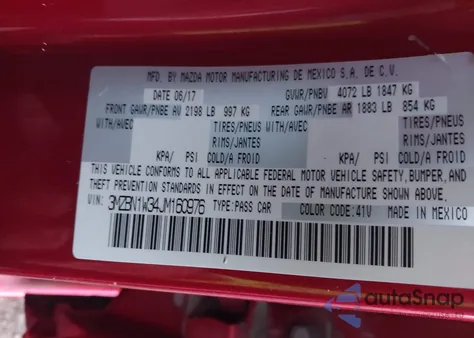 MFD. BY MAZDA MOTOR MANUFACTURING DE MEXICO S.A. DE C.V.
DATE 06/17 GVWR/PNBV 4072 LB 1847 KG
FRONT GAWR/PNBE AV 2198 LB 997 KG REAR GAWR/PNBE AR 1883 LB 854 KG
WITH/AVEC TIRES/PNEUS WITH/AVEC TIRES/PNEUS
RIMS/JANTES RIMS/JANTES
KPA/ PSI COLD/A FROID KPA/ PSI COLD/A FROID
THIS VEHICLE CONFORMS TO ALL APPLICABLE FEDERAL MOTOR VEHICLE SAFETY, BUMPER, AND
THEFT PREVENTION STANDARDS IN EFFECT ON THE DATE OF MANUFACTURE SHOWN ABOVE.
VIN: 3MZBN1W34JM160976 TYPE:PASS CAR COLOR CODE:41V MADE IN MEXICO
autoSnap